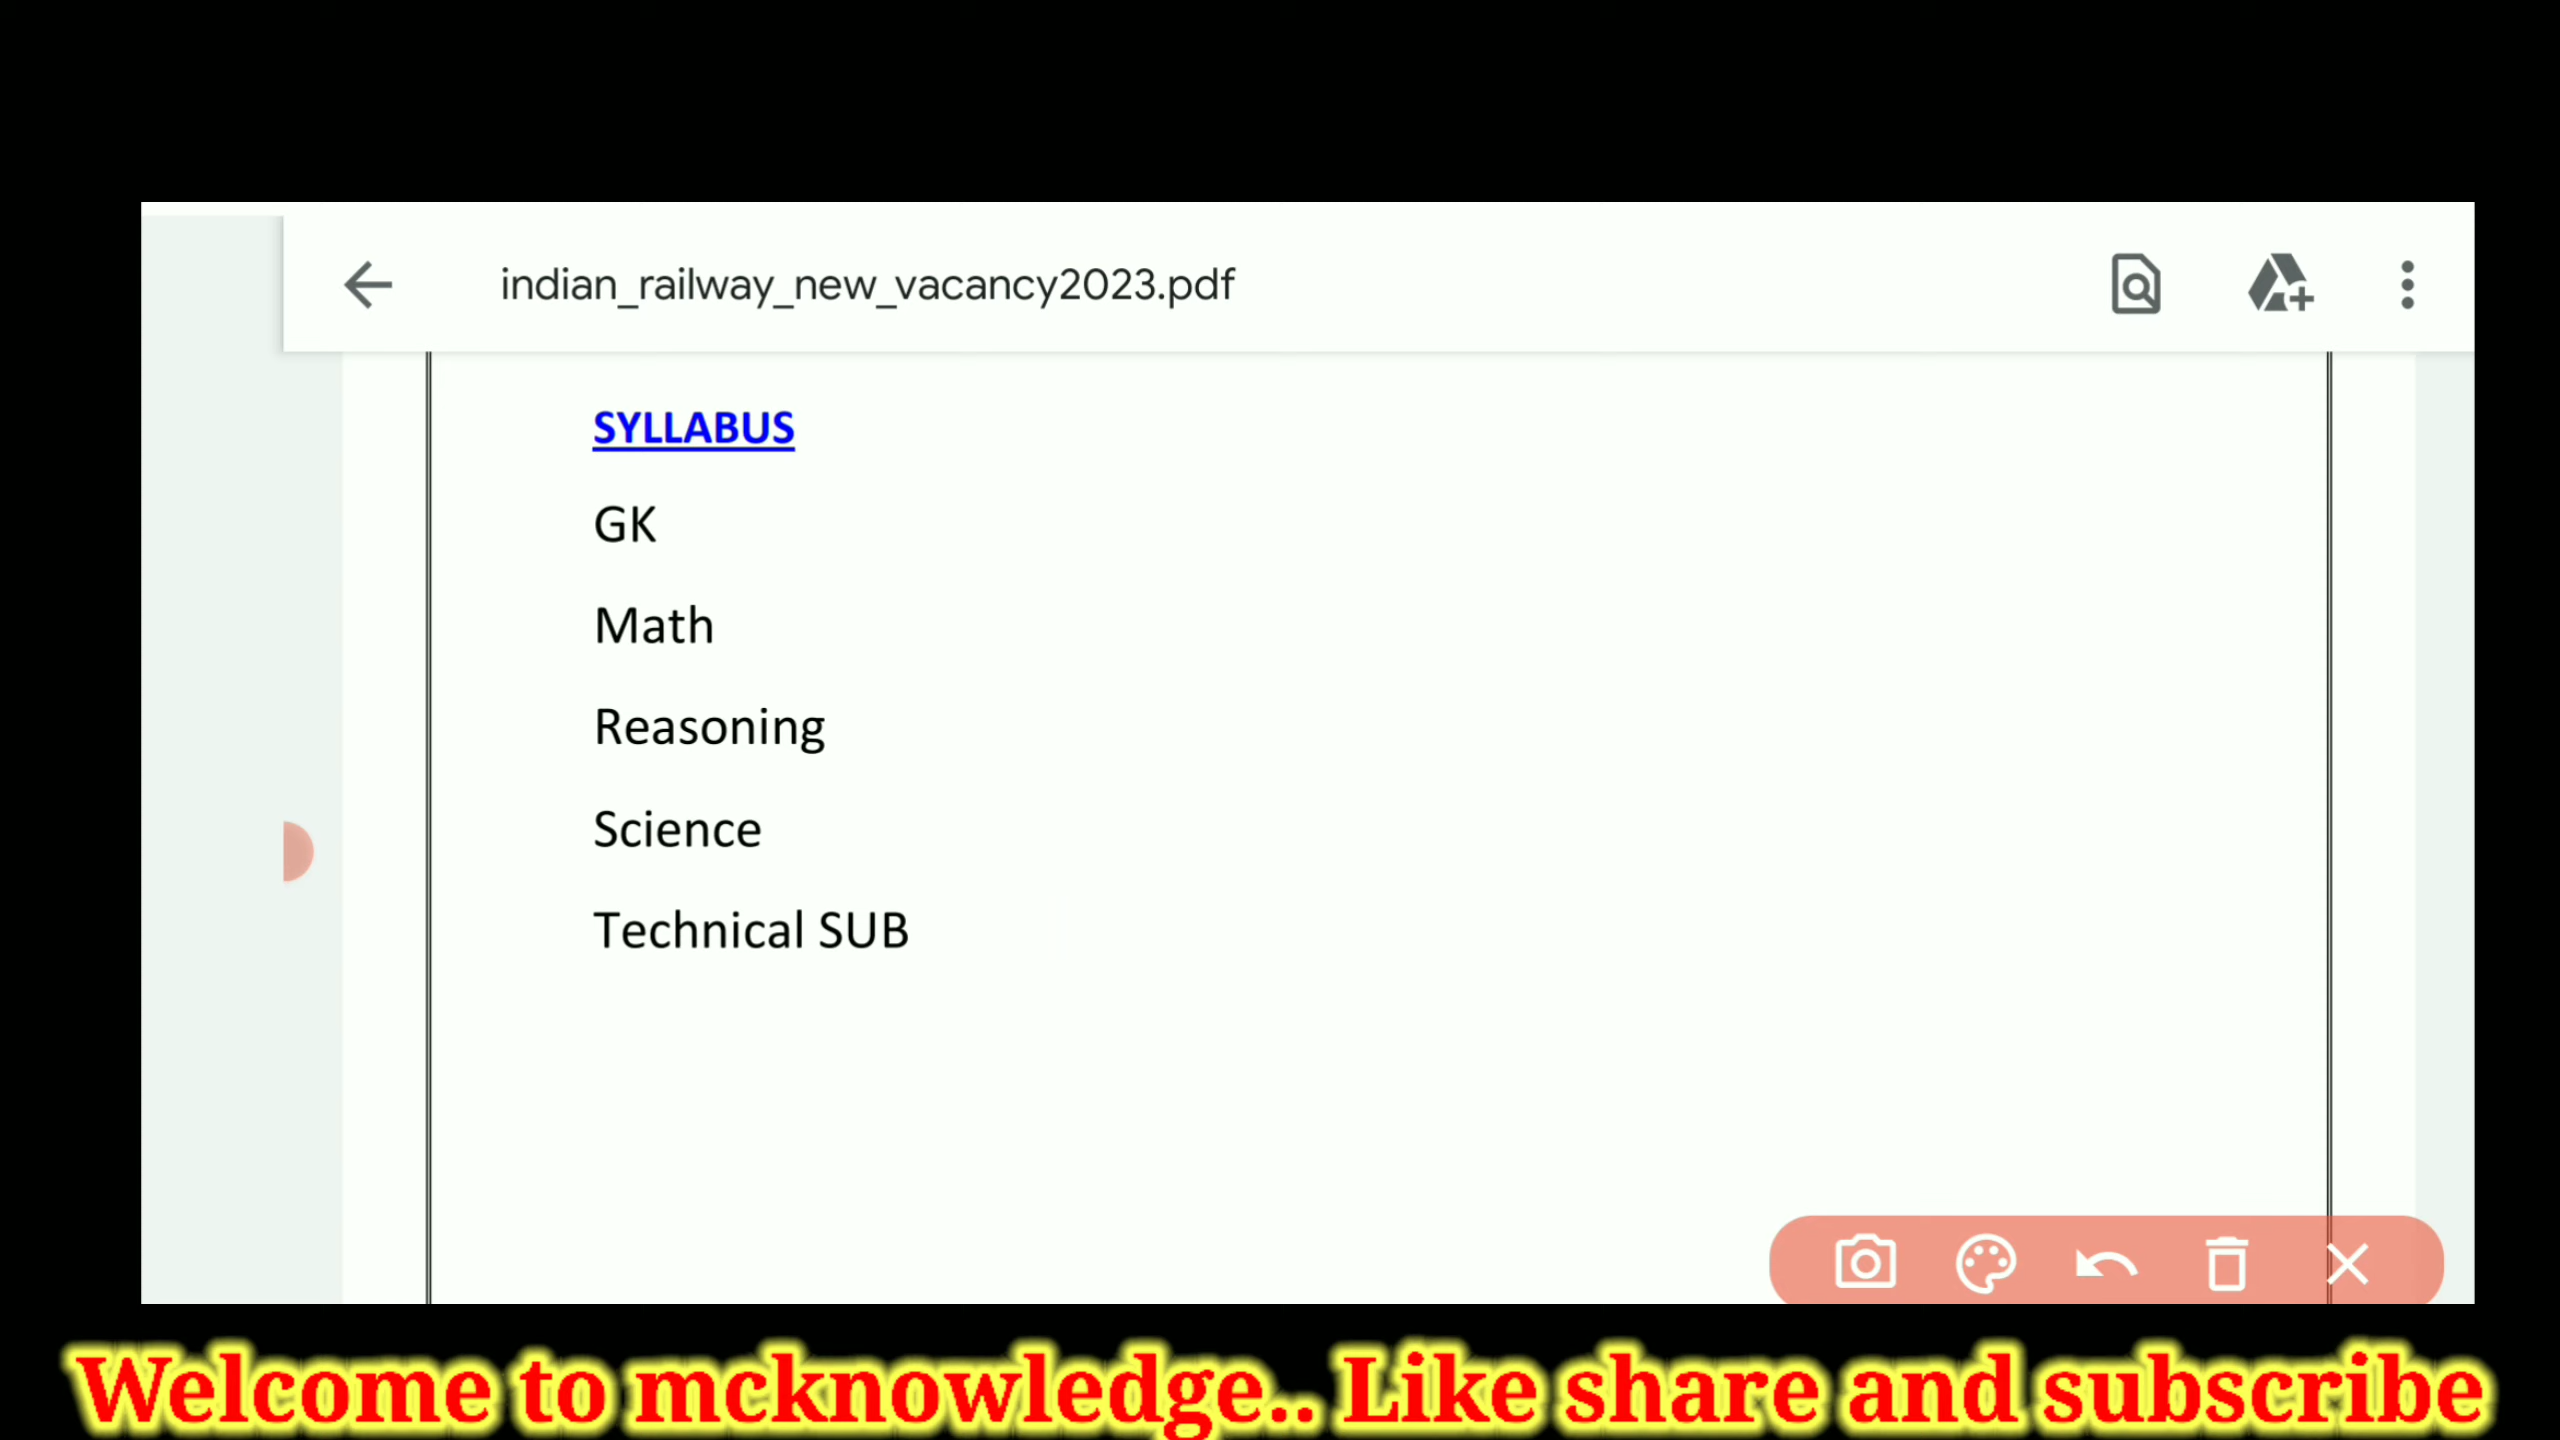 indian_railway_new_vacancy2023.pdf
SYLLABUS
GK
Math
Reasoning
Science
Technical SUB
Welcome to mcknowledge.. Like share and subscribe